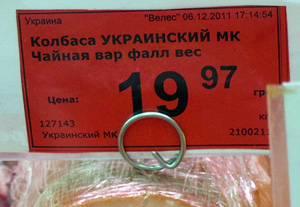 Украина "Велес" 06.12.2011 17:14:54
Колбаса УКРАИНСКИЙ МК
Чайная вар фалл вес
Цена: 19 97
127143
Украинский МК 2100211